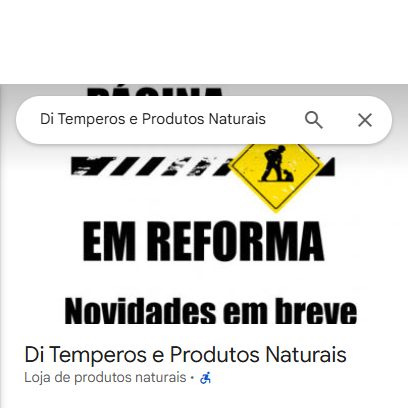 PÁGINA
Di Temperos e Produtos Naturais
EM REFORMA
Novidades em breve
Di Temperos e Produtos Naturais
Loja de produtos naturais ·